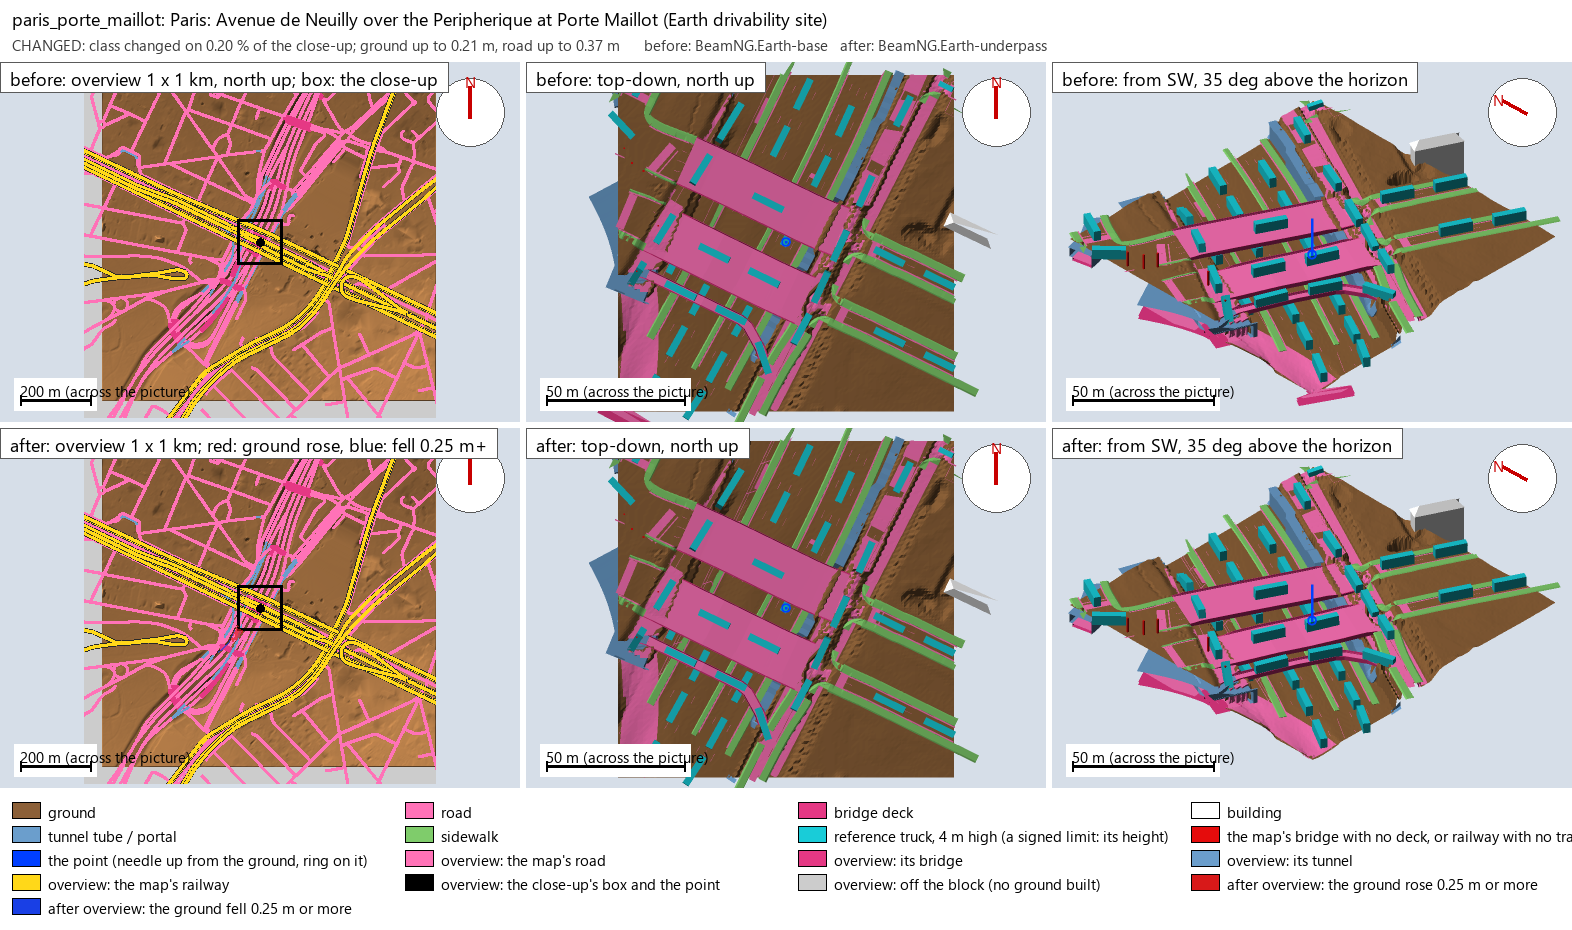 paris_porte_maillot: Paris: Avenue de Neuilly over the Peripherique at Porte Maillot (Earth drivability site)
CHANGED: class changed on 0.20 % of the close-up; ground up to 0.21 m, road up to 0.37 m before: BeamNG.Earth-base after: BeamNG.Earth-underpass
before: overview 1 x 1 km, north up; box: the close-up
N
before: top-down, north up
N
before: from SW, 35 deg above the horizon
N
200 m (across the picture)
50 m (across the picture)
50 m (across the picture)
after: overview 1 x 1 km; red: ground rose, blue: fell 0.25 m+
after: top-down, north up
N
after: from SW, 35 deg above the horizon
N
200 m (across the picture)
50 m (across the picture)
50 m (across the picture)
ground
road
bridge deck
building
tunnel tube / portal
sidewalk
reference truck, 4 m high (a signed limit: its height)
the map's bridge with no deck, or railway with no tra
the point (needle up from the ground, ring on it)
overview: the map's road
overview: its bridge
overview: its tunnel
overview: the map's railway
overview: the close-up's box and the point
overview: off the block (no ground built)
after overview: the ground rose 0.25 m or more
after overview: the ground fell 0.25 m or more